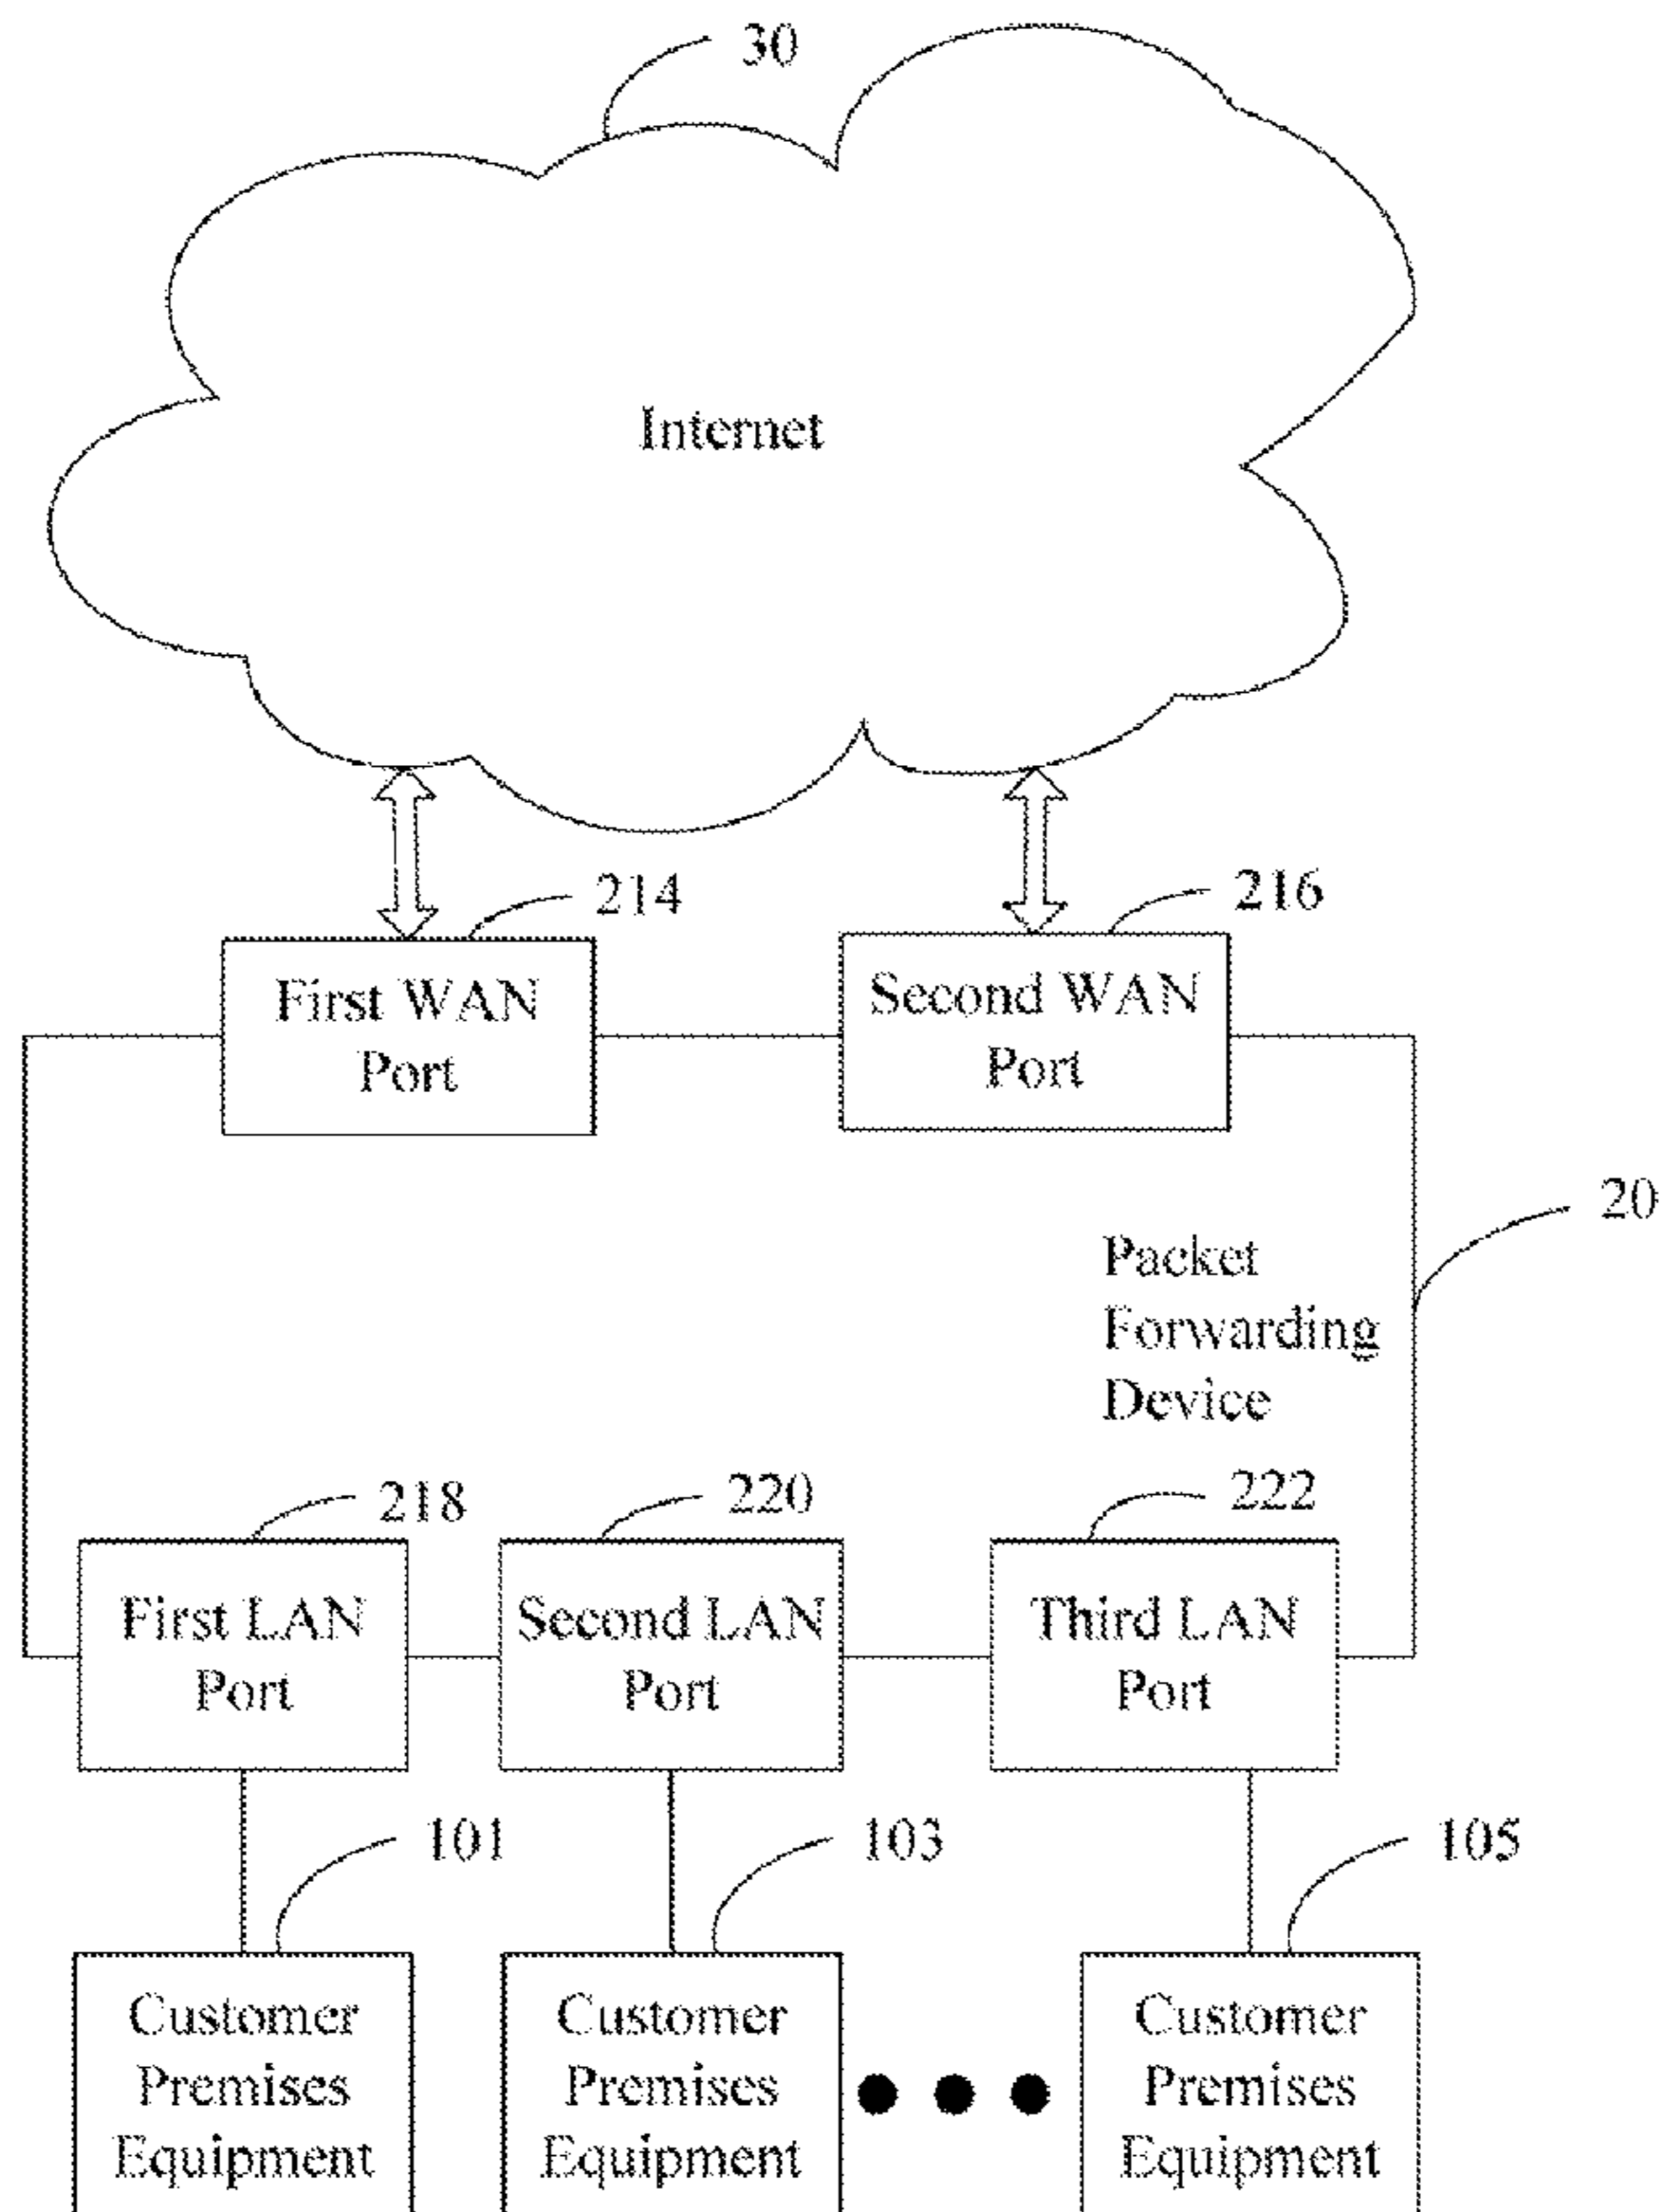 30
Internet
214
216
First WAN
Port
Second WAN
Port
20
Packet
Forwarding
Device
218
220
222
First LAN
Port
Second LAN
Port
Third LAN
Port
101
103
105
Customer
Premises
Equipment
Customer
Premises
Equipment
Customer
Premises
Equipment